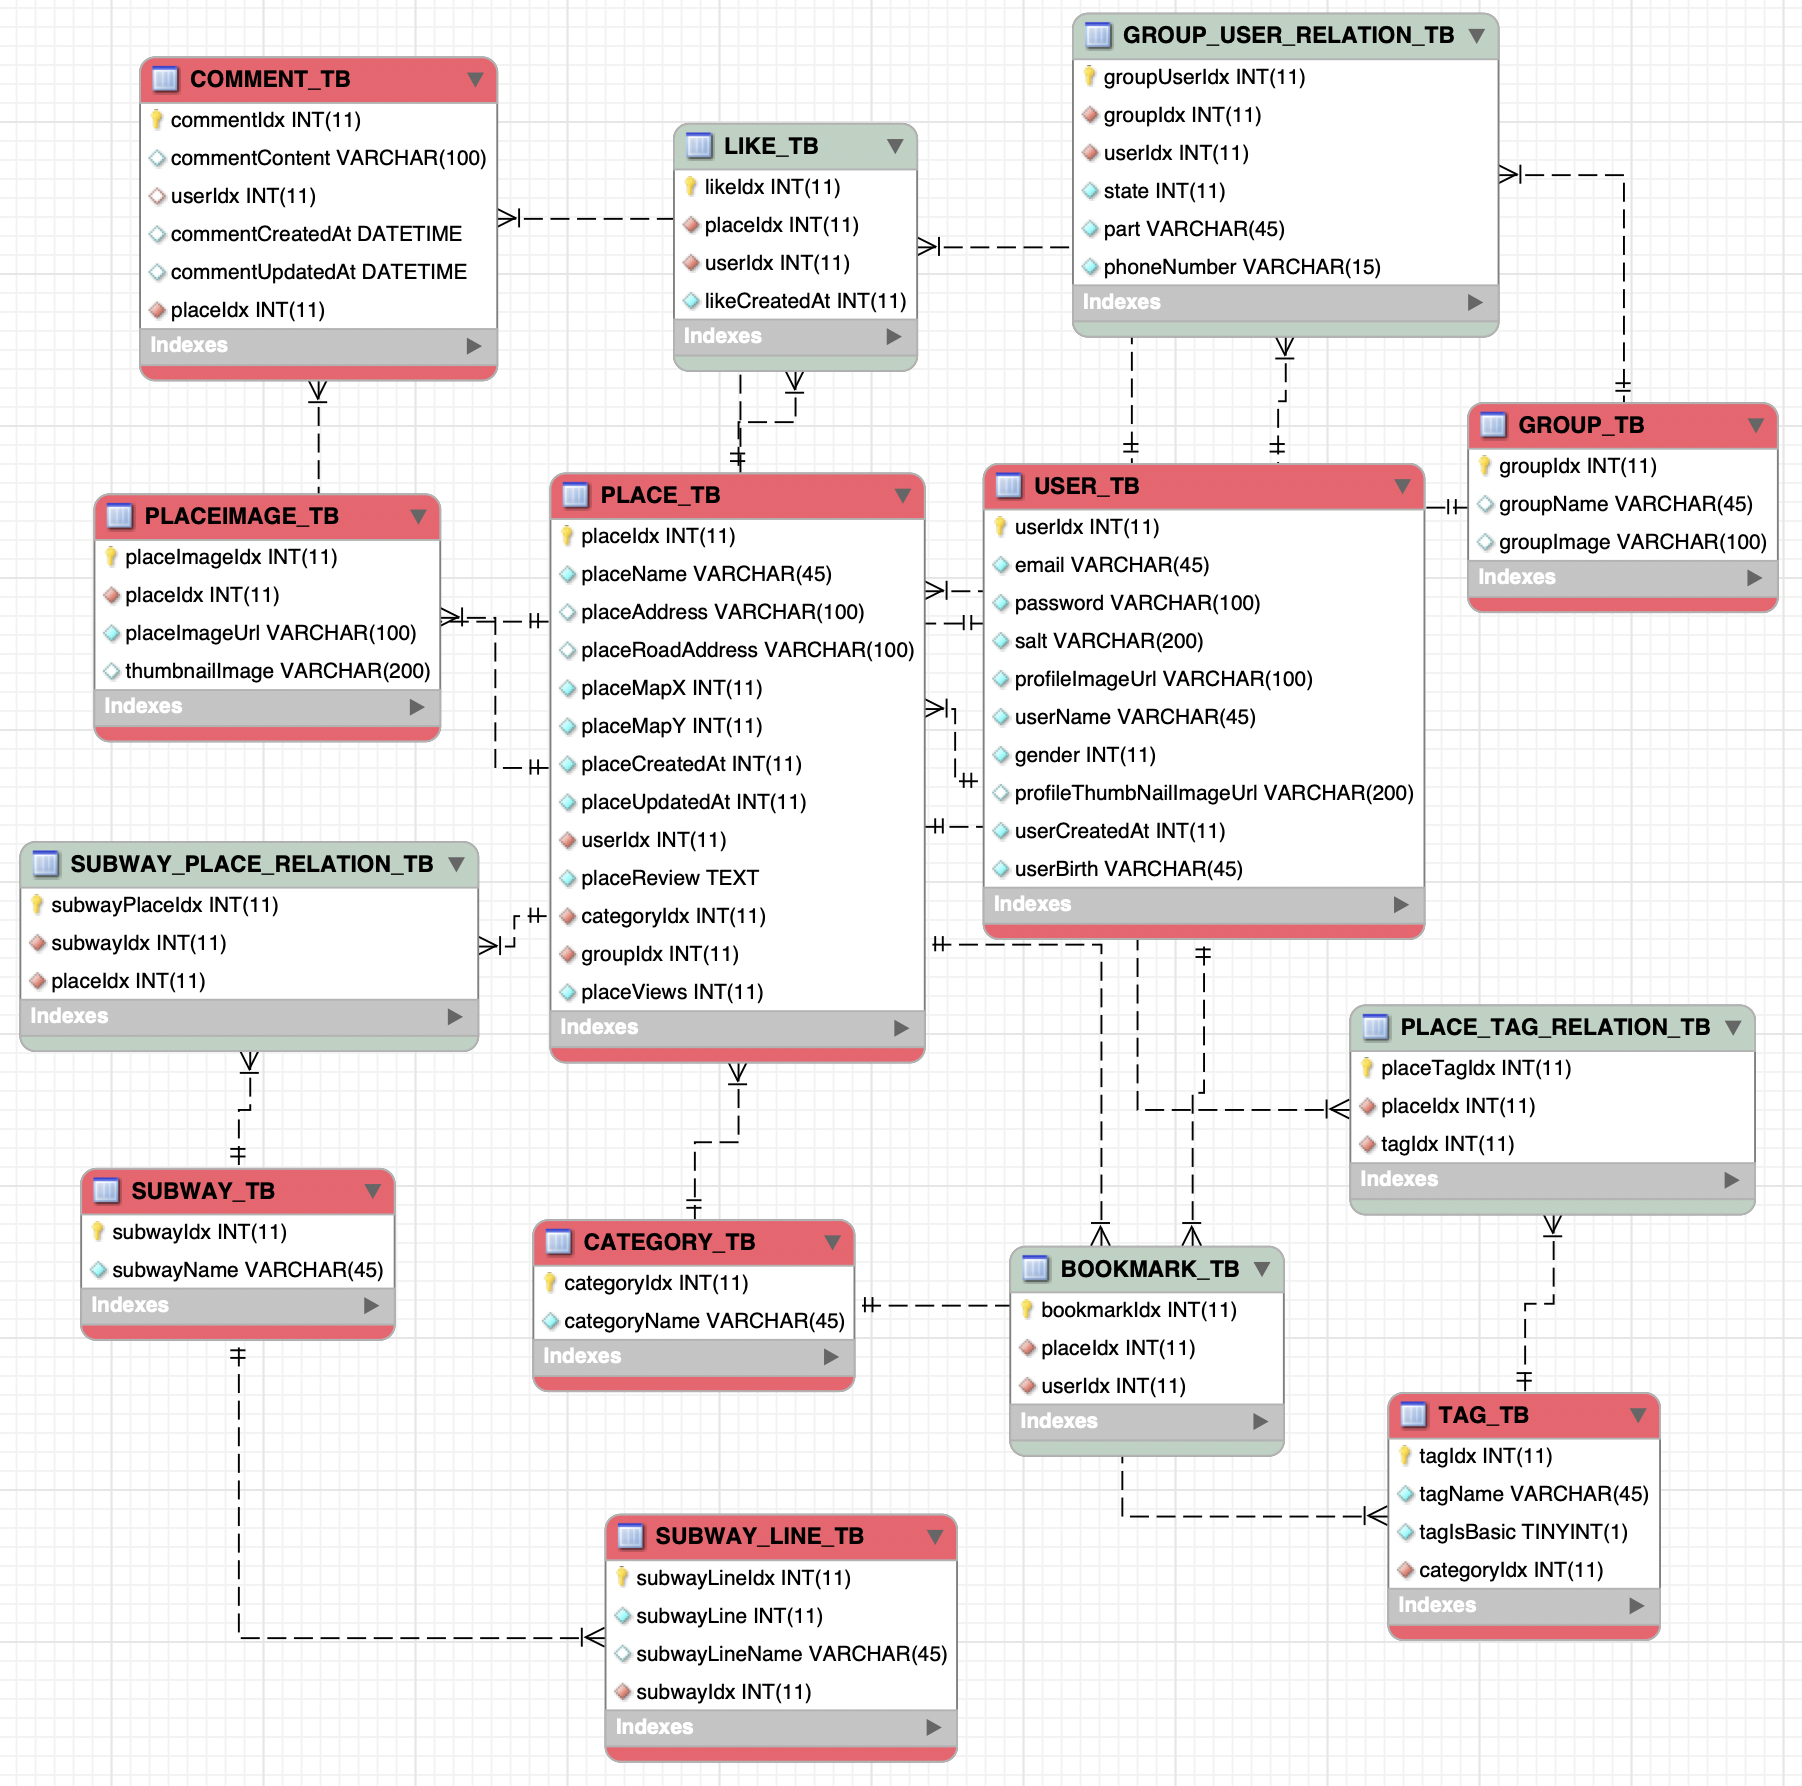 COMMENT_TB
commentIdx INT(11)
commentContent VARCHAR(100)
userIdx INT(11)
commentCreatedAt DATETIME
commentUpdatedAt DATETIME
placeIdx INT(11)
Indexes
LIKE_TB
likeIdx INT(11)
placeIdx INT(11)
userIdx INT(11)
likeCreatedAt INT(11)
Indexes
GROUP_USER_RELATION_TB
groupUserIdx INT(11)
groupIdx INT(11)
userIdx INT(11)
state INT(11)
part VARCHAR(45)
phoneNumber VARCHAR(15)
Indexes
GROUP_TB
groupIdx INT(11)
groupName VARCHAR(45)
groupImage VARCHAR(100)
Indexes
PLACEIMAGE_TB
placeImageIdx INT(11)
placeIdx INT(11)
placeImageUrl VARCHAR(100)
thumbnailImage VARCHAR(200)
Indexes
PLACE_TB
placeIdx INT(11)
placeName VARCHAR(45)
placeAddress VARCHAR(100)
placeRoadAddress VARCHAR(100)
placeMapX INT(11)
placeMapY INT(11)
placeCreatedAt INT(11)
placeUpdatedAt INT(11)
userIdx INT(11)
placeReview TEXT
categoryIdx INT(11)
groupIdx INT(11)
placeViews INT(11)
Indexes
USER_TB
userIdx INT(11)
email VARCHAR(45)
password VARCHAR(100)
salt VARCHAR(200)
profileImageUrl VARCHAR(100)
userName VARCHAR(45)
gender INT(11)
profileThumbNailImageUrl VARCHAR(200)
userCreatedAt INT(11)
userBirth VARCHAR(45)
Indexes
SUBWAY_PLACE_RELATION_TB
subwayPlaceIdx INT(11)
subwayIdx INT(11)
placeIdx INT(11)
Indexes
PLACE_TAG_RELATION_TB
placeTagIdx INT(11)
placeIdx INT(11)
tagIdx INT(11)
Indexes
SUBWAY_TB
subwayIdx INT(11)
subwayName VARCHAR(45)
Indexes
CATEGORY_TB
categoryIdx INT(11)
categoryName VARCHAR(45)
Indexes
BOOKMARK_TB
bookmarkIdx INT(11)
placeIdx INT(11)
userIdx INT(11)
Indexes
TAG_TB
tagIdx INT(11)
tagName VARCHAR(45)
tagIsBasic TINYINT(1)
categoryIdx INT(11)
Indexes
SUBWAY_LINE_TB
subwayLineIdx INT(11)
subwayLine INT(11)
subwayLineName VARCHAR(45)
subwayIdx INT(11)
Indexes